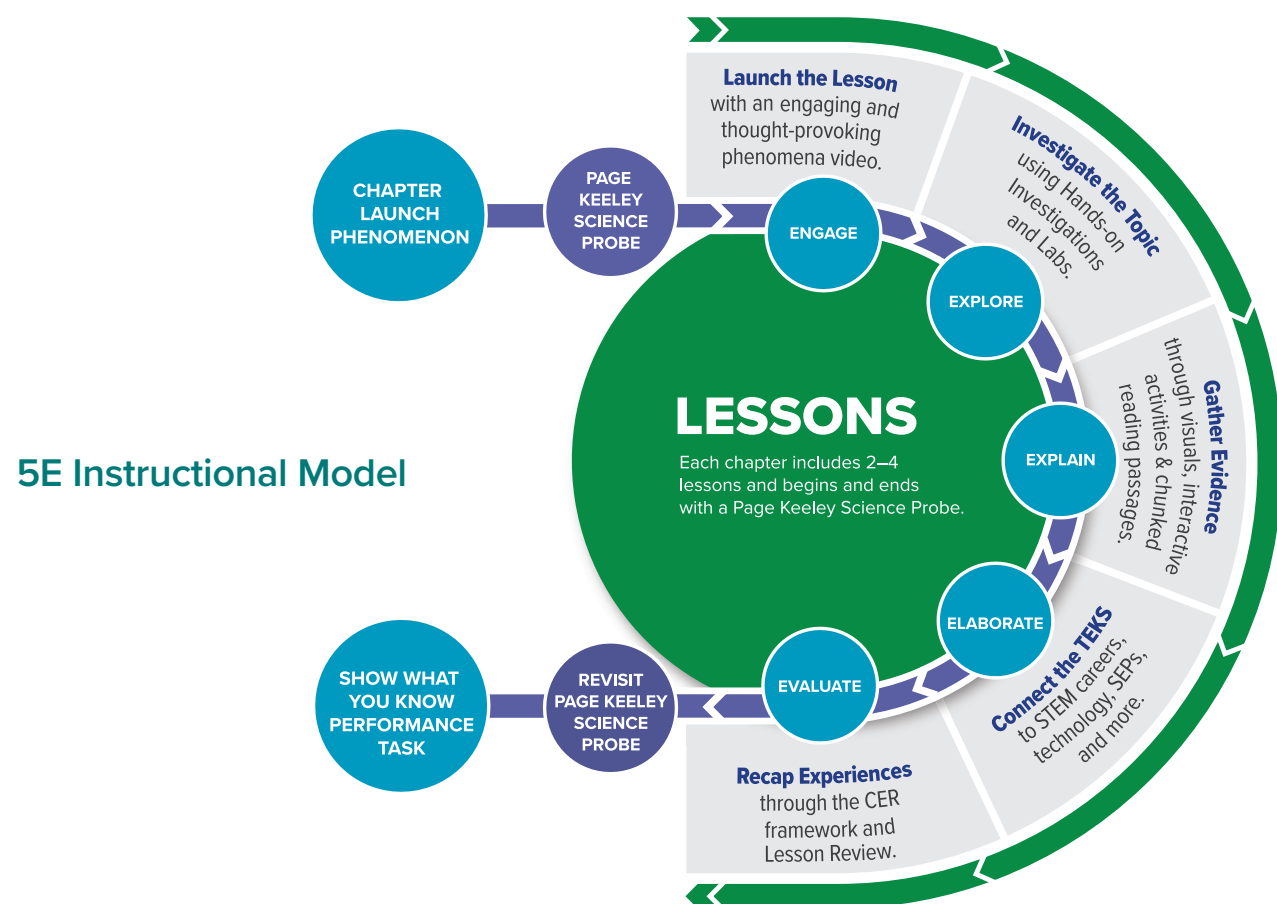 5E Instructional Model
CHAPTER
LAUNCH
PHENOMENON
PAGE
KEELEY
SCIENCE
PROBE
ENGAGE
Launch the Lesson
with an engaging and
thought-provoking
phenomena video.
EXPLORE
Investigate the Topic
using Hands-on
Investigations
and Labs.
LESSONS
Each chapter includes 2–4
lessons and begins and ends
with a Page Keeley Science Probe.
EXPLAIN
Gather Evidence
through visuals, interactive
activities & chunked
reading passages.
ELABORATE
Connect the TEKS
to STEM careers,
technology, SEPs,
and more.
EVALUATE
Recap Experiences
through the CER
framework and
Lesson Review.
REVISIT
PAGE KEELEY
SCIENCE
PROBE
SHOW WHAT
YOU KNOW
PERFORMANCE
TASK